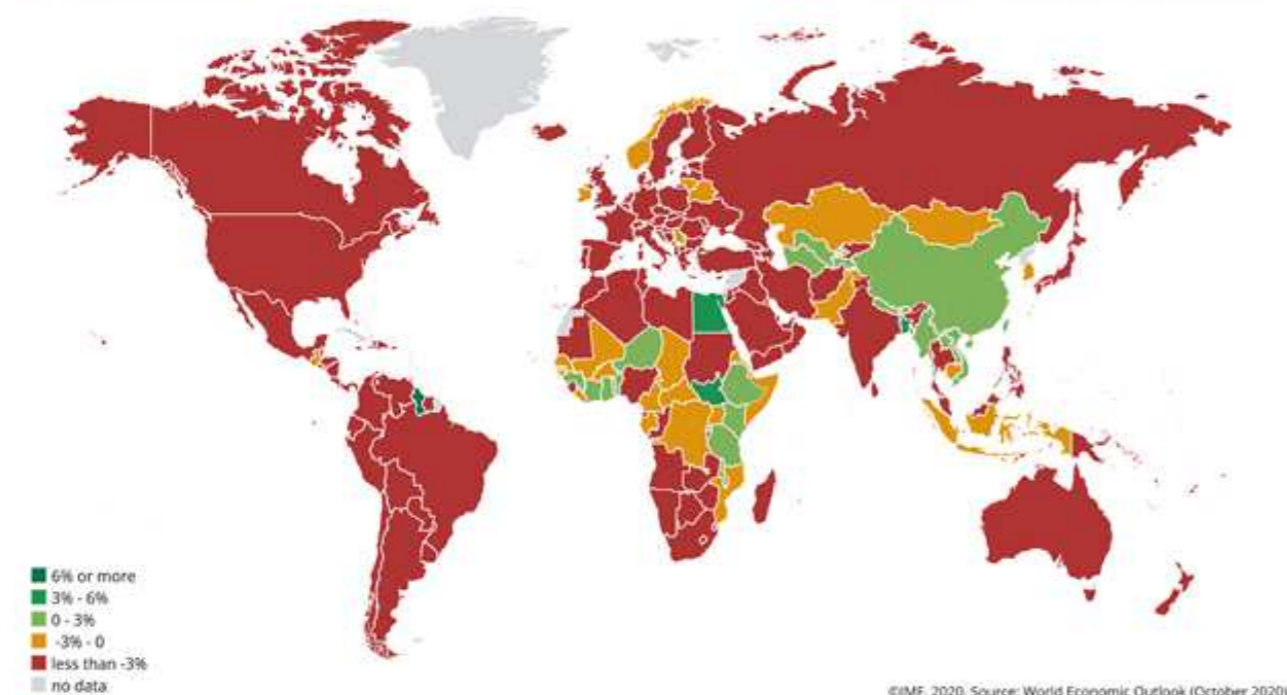 6% or more
3% - 6%
0 - 3%
-3% - 0
less than -3%
no data
©IMF, 2020, Source: World Economic Outlook (October 2020)